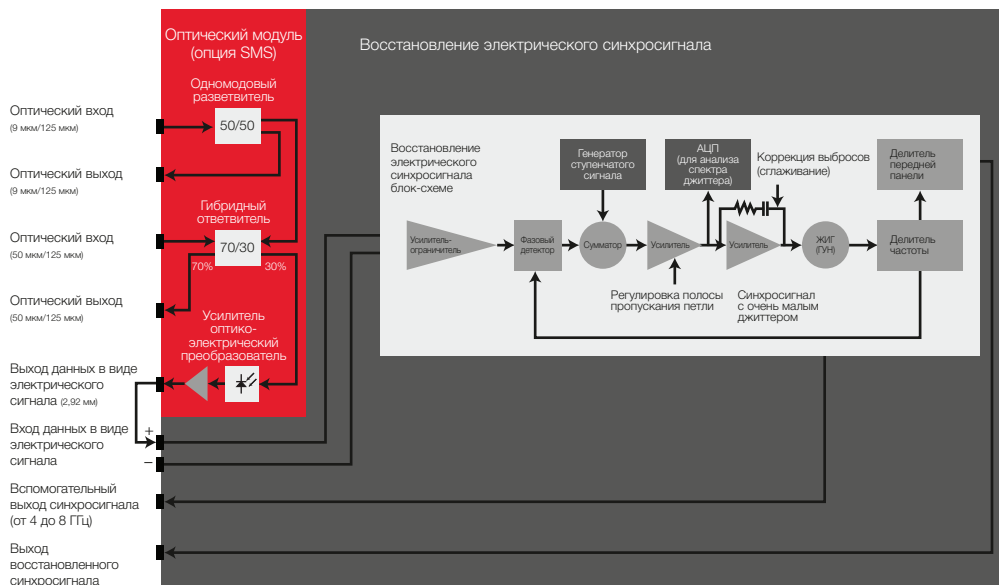 Оптический модуль
(опция SMS)
Восстановление электрического синхросигнала
Одномодовый
разветвитель
50/50
Оптический вход
(9 мкм/125 мкм)
Оптический выход
(9 мкм/125 мкм)
Гибридный
ответвитель
70/30
70%
30%
Оптический вход
(50 мкм/125 мкм)
Оптический выход
(50 мкм/125 мкм)
Усилитель
оптико-
электрический
преобразователь
Выход данных в виде
электрического
сигнала (2,92 мм)
Вход данных в виде
электрического
сигнала
+
–
Вспомогательный
выход синхросигнала
(от 4 до 8 ГГц)
Выход
восстановленного
синхросигнала
Восстановление
электрического
синхросигнала
блок-схеме
Генератор
ступенчатого
сигнала
АЦП
(для анализа
спектра
джиттера)
Коррекция выбросов
(сглаживание)
Делитель
передней
панели
Усилитель-
ограничитель
Фазовый
детектор
Сумматор
Усилитель
Усилитель
ЖИГ
(ГУН)
Делитель
частоты
Регулировка полосы
пропускания петли
Синхросигнал
с очень малым
джиттером